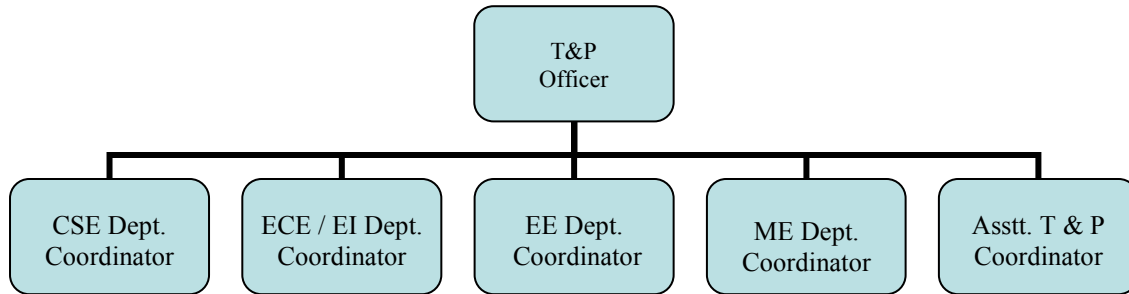 T&P
Officer
CSE Dept.
Coordinator
ECE / EI Dept.
Coordinator
EE Dept.
Coordinator
ME Dept.
Coordinator
Asstt. T & P
Coordinator